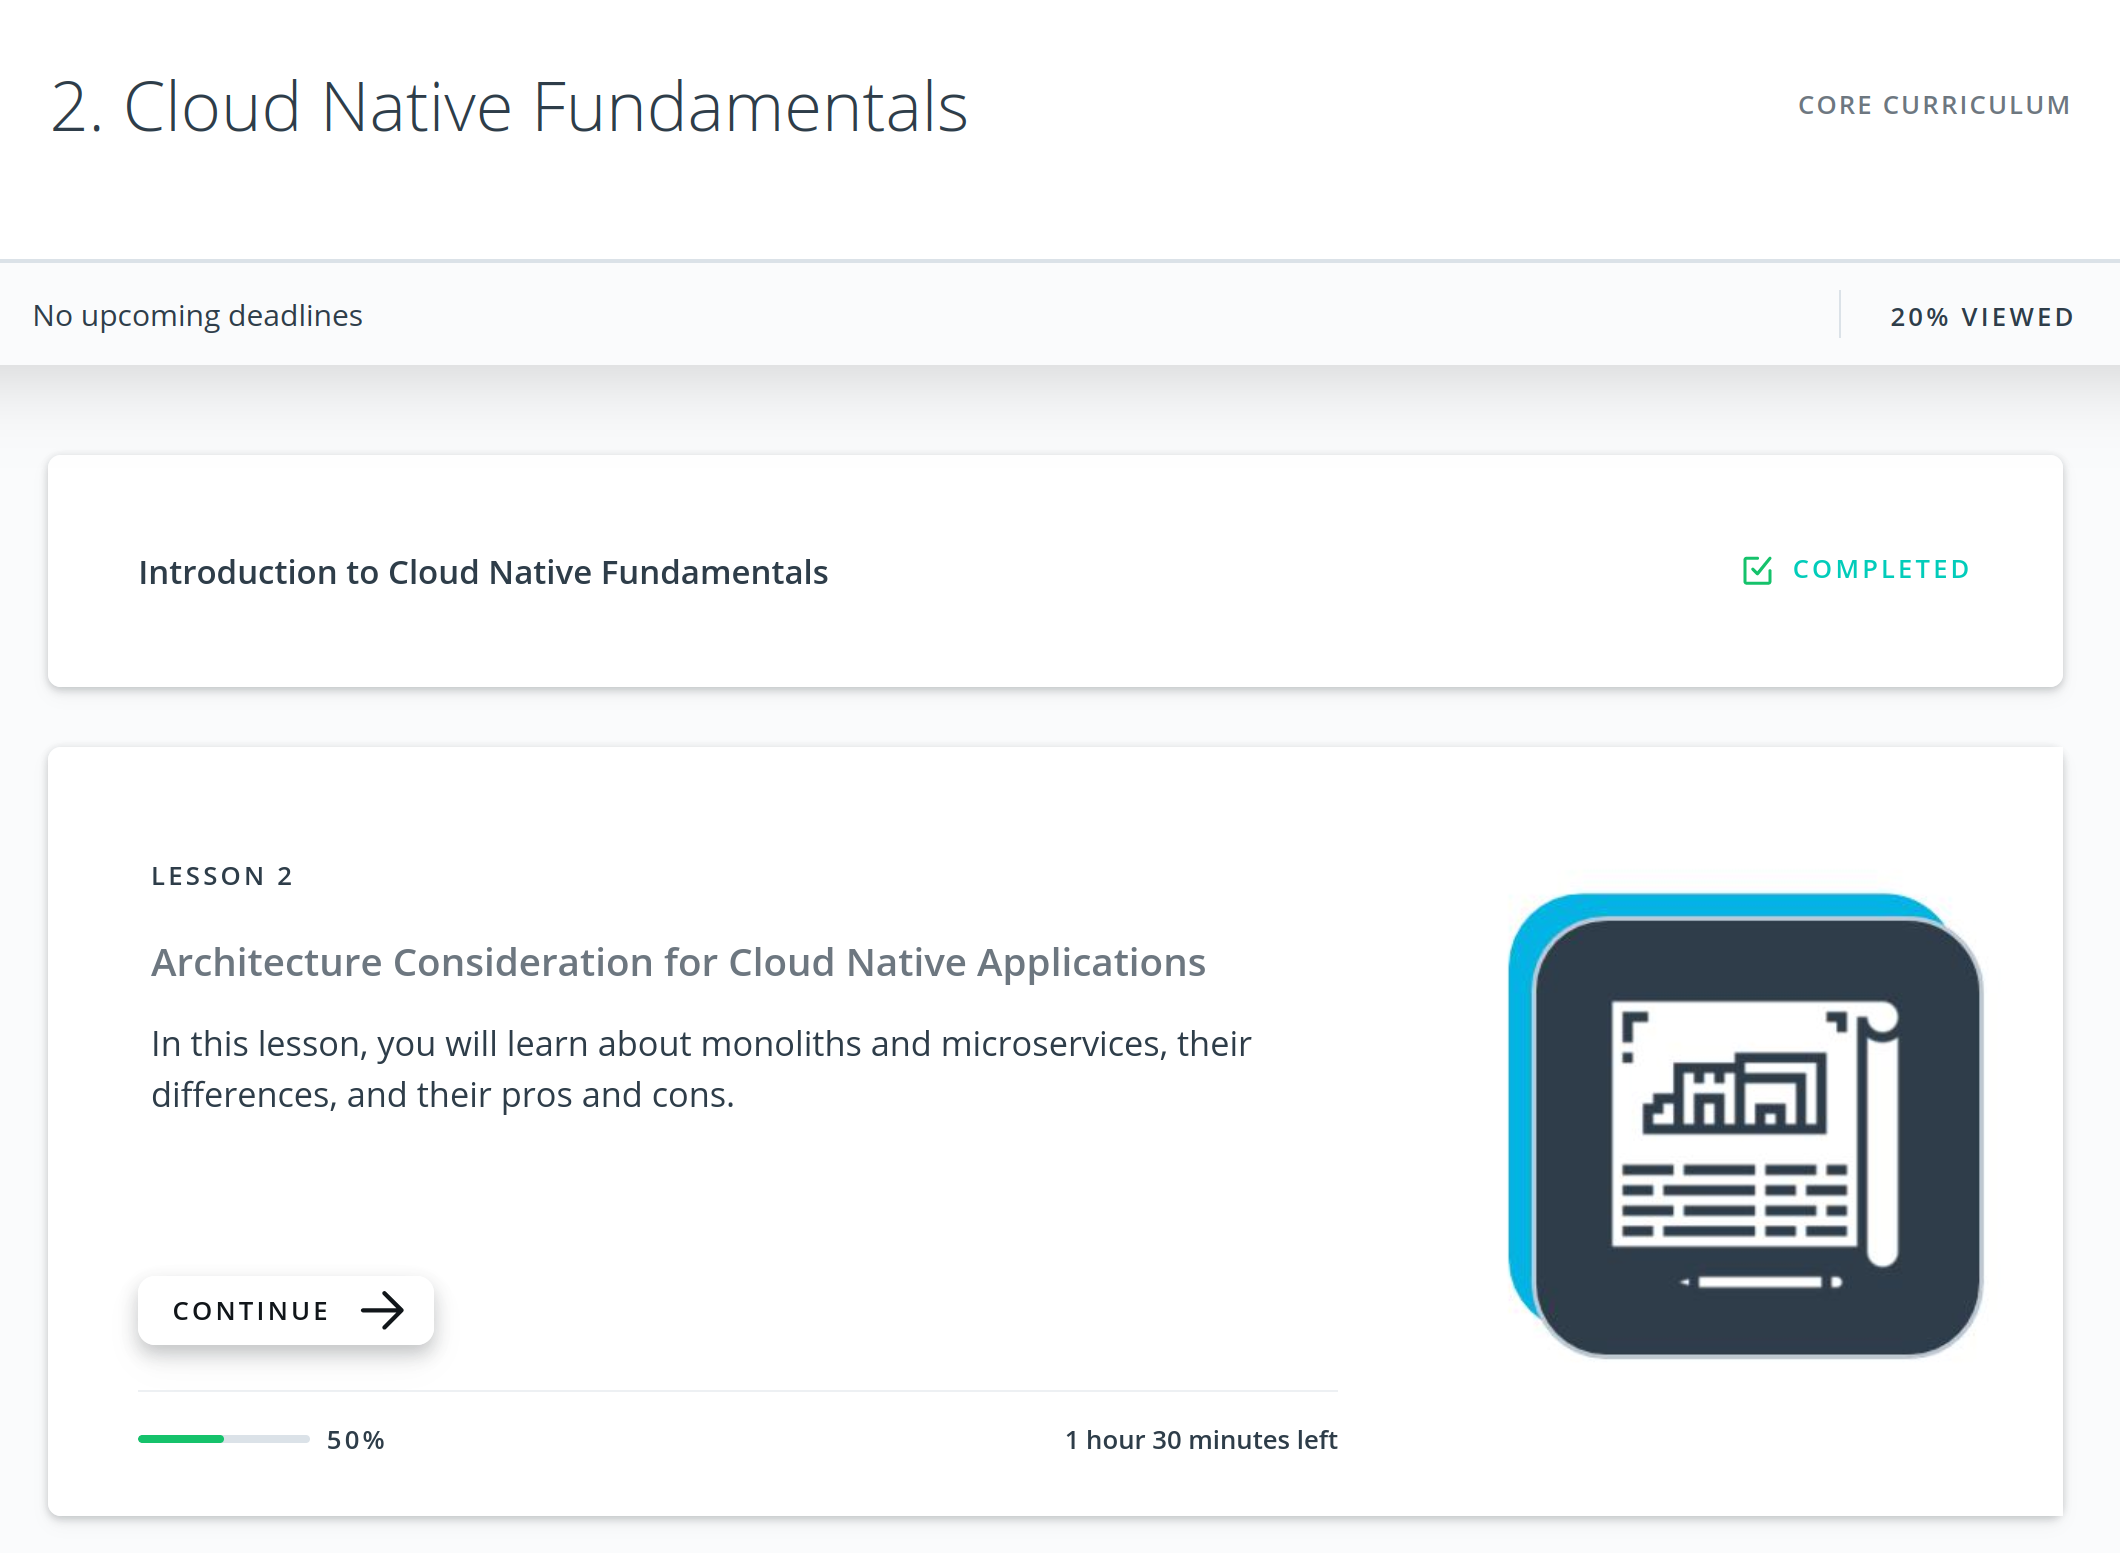 2. Cloud Native Fundamentals
CORE CURRICULUM
No upcoming deadlines
20% VIEWED
Introduction to Cloud Native Fundamentals
COMPLETED
LESSON 2
Architecture Consideration for Cloud Native Applications
In this lesson, you will learn about monoliths and microservices, their
differences, and their pros and cons.
CONTINUE
50%
1 hour 30 minutes left